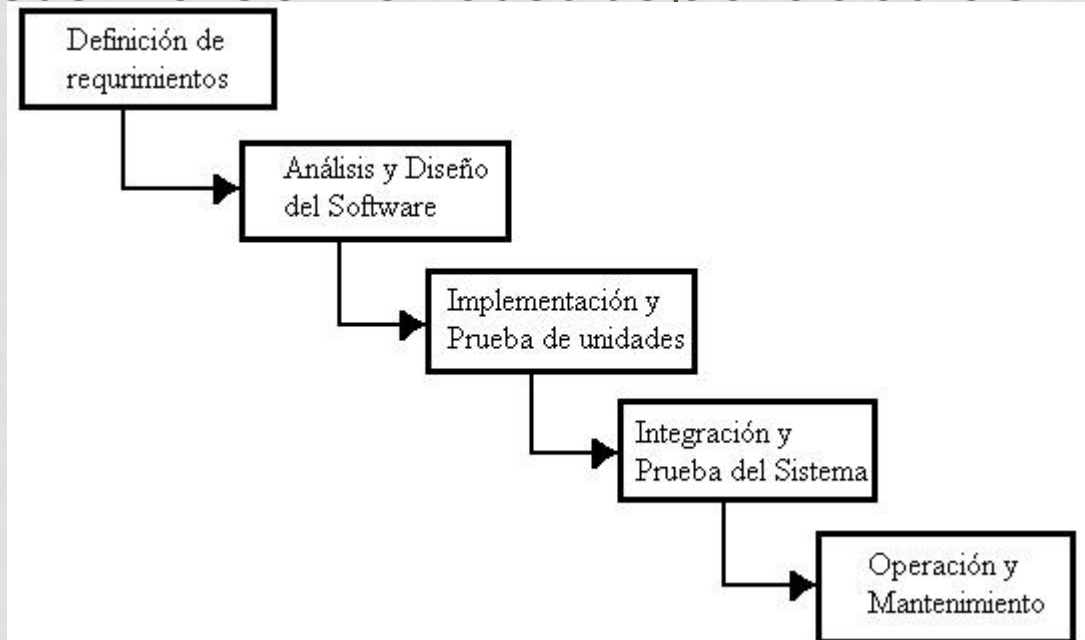 Definición de
requrimientos
Análisis y Diseño
del Software
Implementación y
Prueba de unidades
Integración y
Prueba del Sistema
Operación y
Mantenimiento